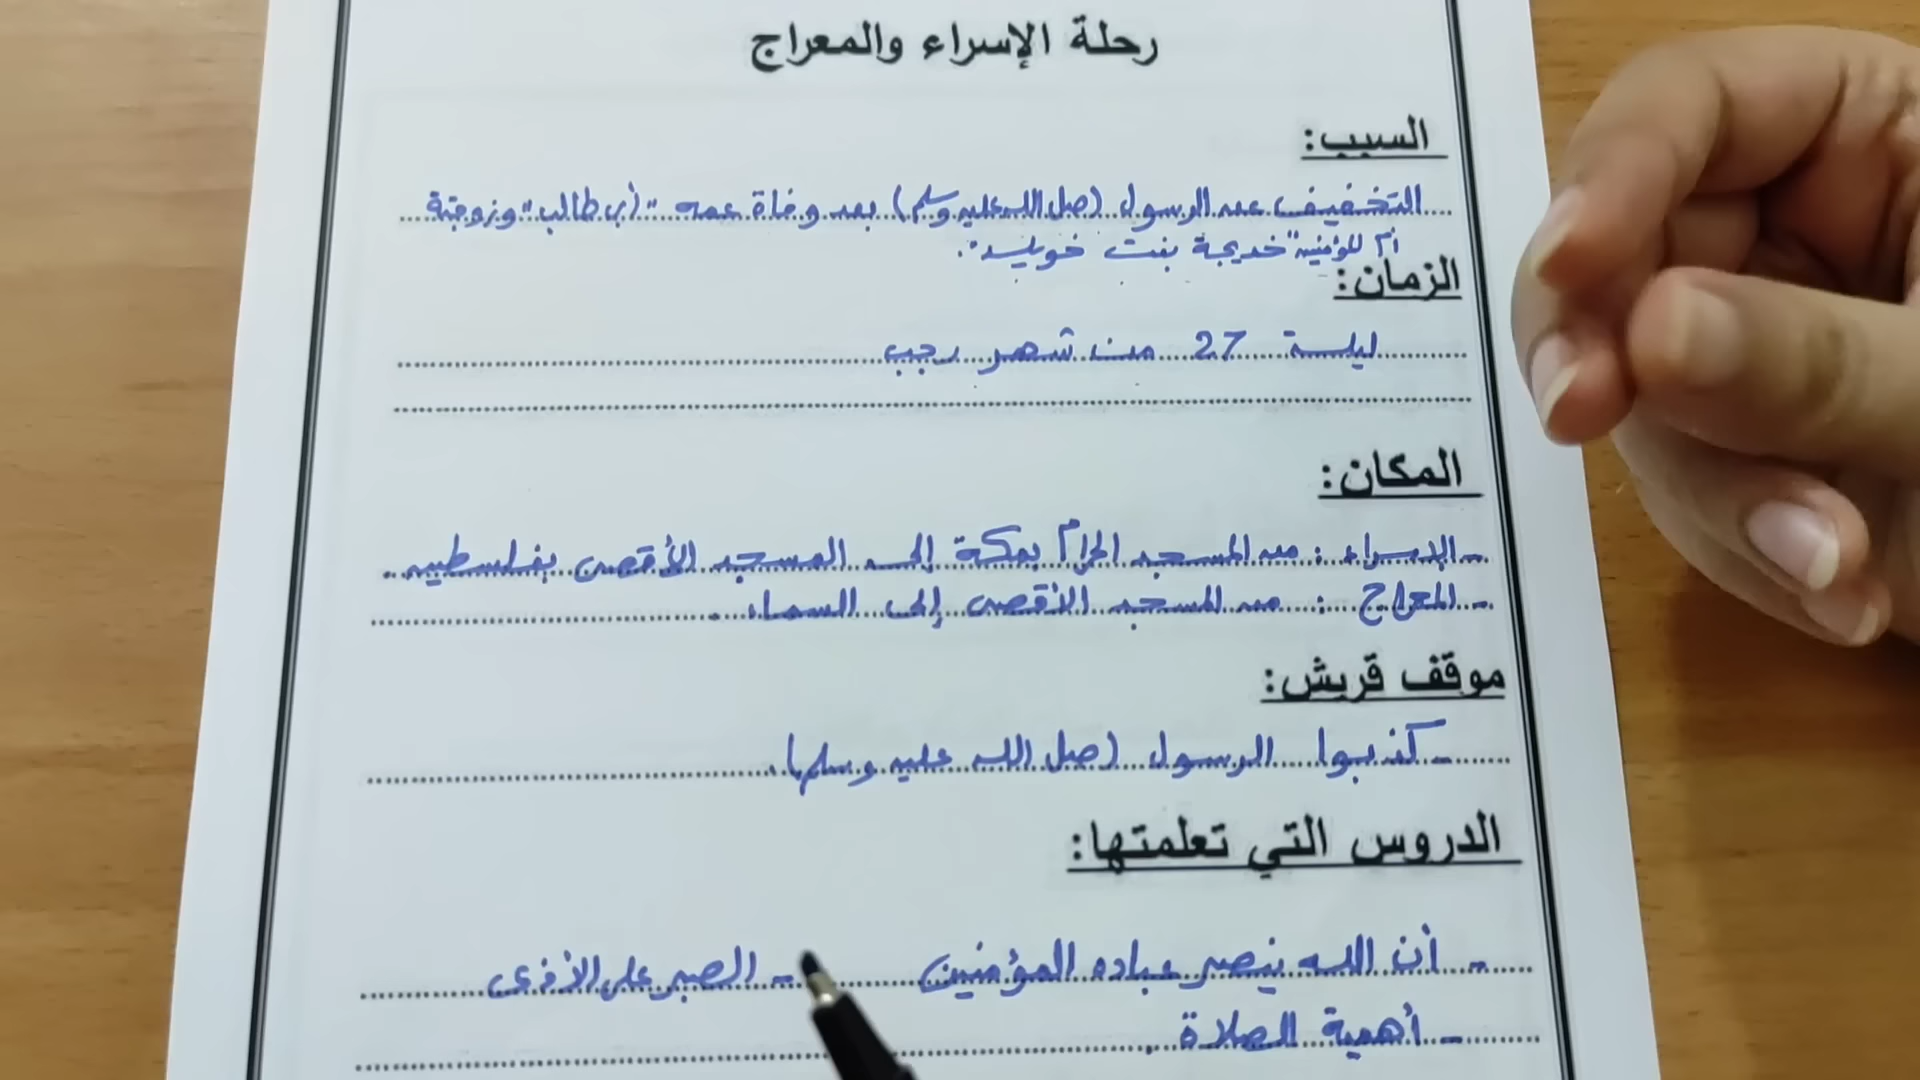 رحلة الإسراء والمعراج
السبب:
التخفيف عن الرسول (صلى الله عليه وسلم) بعد وفاة عمه "أبي طالب" وزوجتة
أم المؤمنين "خديجة بنت خويلد".
الزمان:
ليلة 27 من شهر رجب
المكان:
- الإسراء : من المسجد الحرام بمكة إلى المسجد الأقصى بفلسطين.
- المعراج : من المسجد الأقصى إلى السماء.
موقف قريش:
- كذبوا الرسول (صلى الله عليه وسلم).
الدروس التي تعلمتها:
- أن الله ينصر عباده المؤمنين - الصبر على الأذى
- أهمية الصلاة.